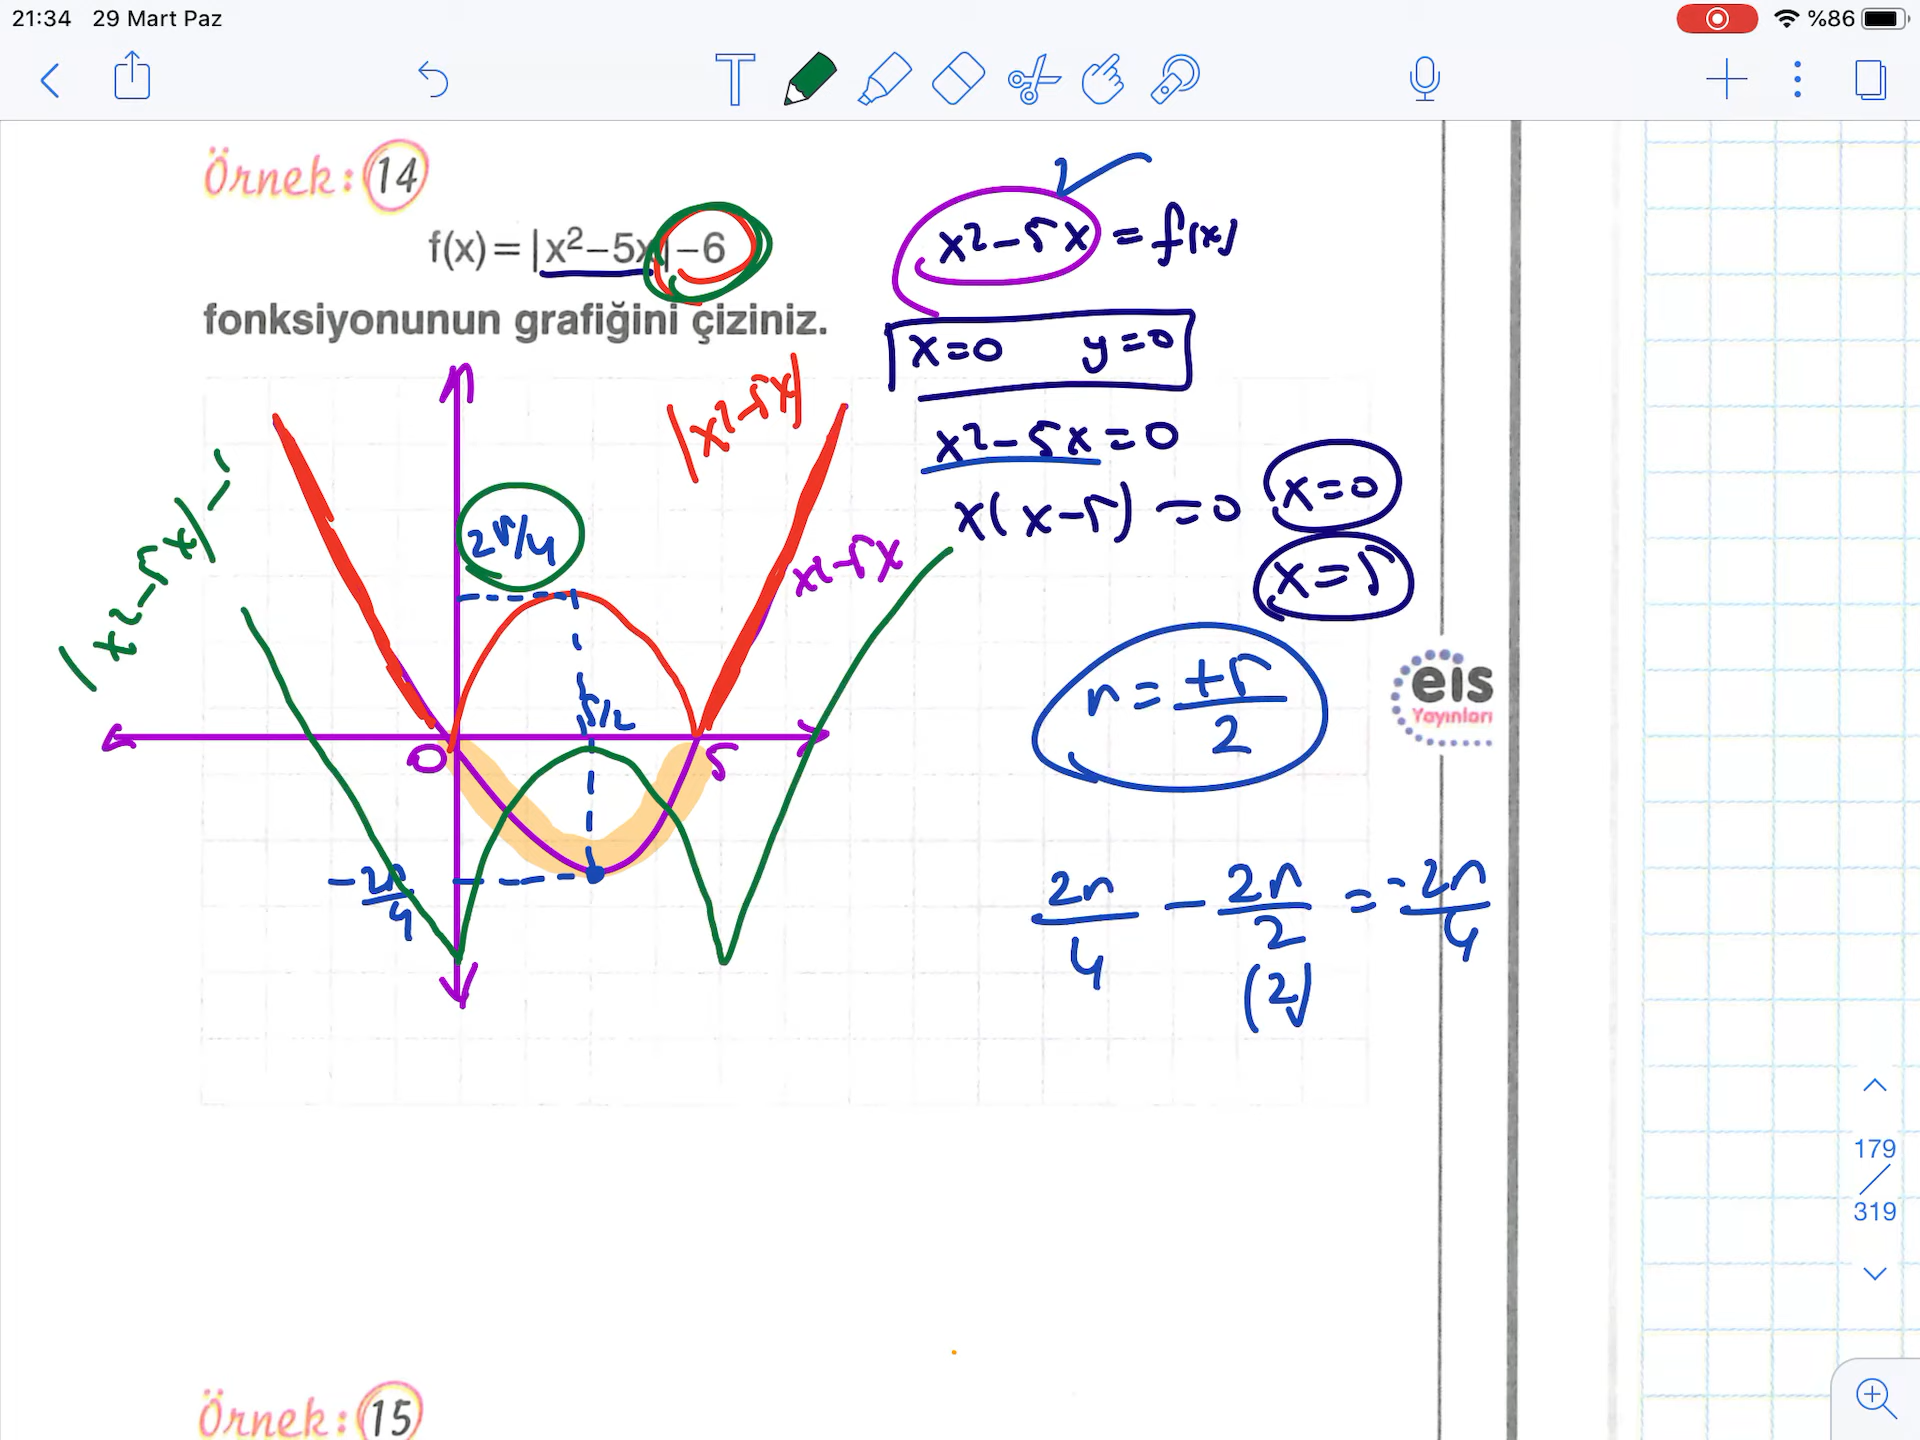 21:34 29 Mart Paz %86
Örnek: 14
f(x) = |x²-5x|-6
fonksiyonunun grafiğini çiziniz.
x²-5x = f(x)
x=0 y=0
x²-5x=0
x(x-5) =0
x=0
x=5
r = +5/2
25/4 - 25/2 = -25/4
(2)
|x²-5x|
x²-5x
|x²-5x|-
25/4
5/2
0
5
-25/4
eis
Yayınları
179
319
Örnek: 15